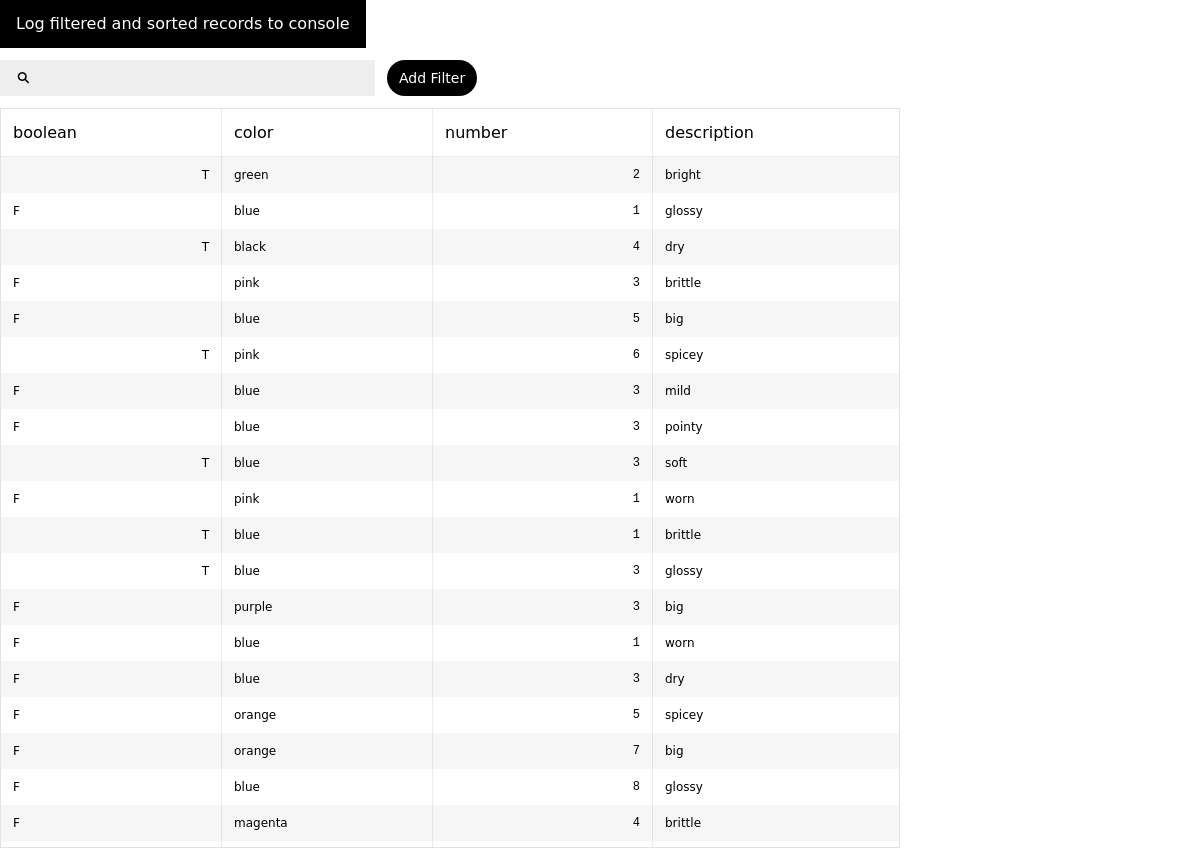 Log filtered and sorted records to console
Add Filter
boolean color number description
T green 2 bright
F blue 1 glossy
T black 4 dry
F pink 3 brittle
F blue 5 big
T pink 6 spicey
F blue 3 mild
F blue 3 pointy
T blue 3 soft
F pink 1 worn
T blue 1 brittle
T blue 3 glossy
F purple 3 big
F blue 1 worn
F blue 3 dry
F orange 5 spicey
F orange 7 big
F blue 8 glossy
F magenta 4 brittle